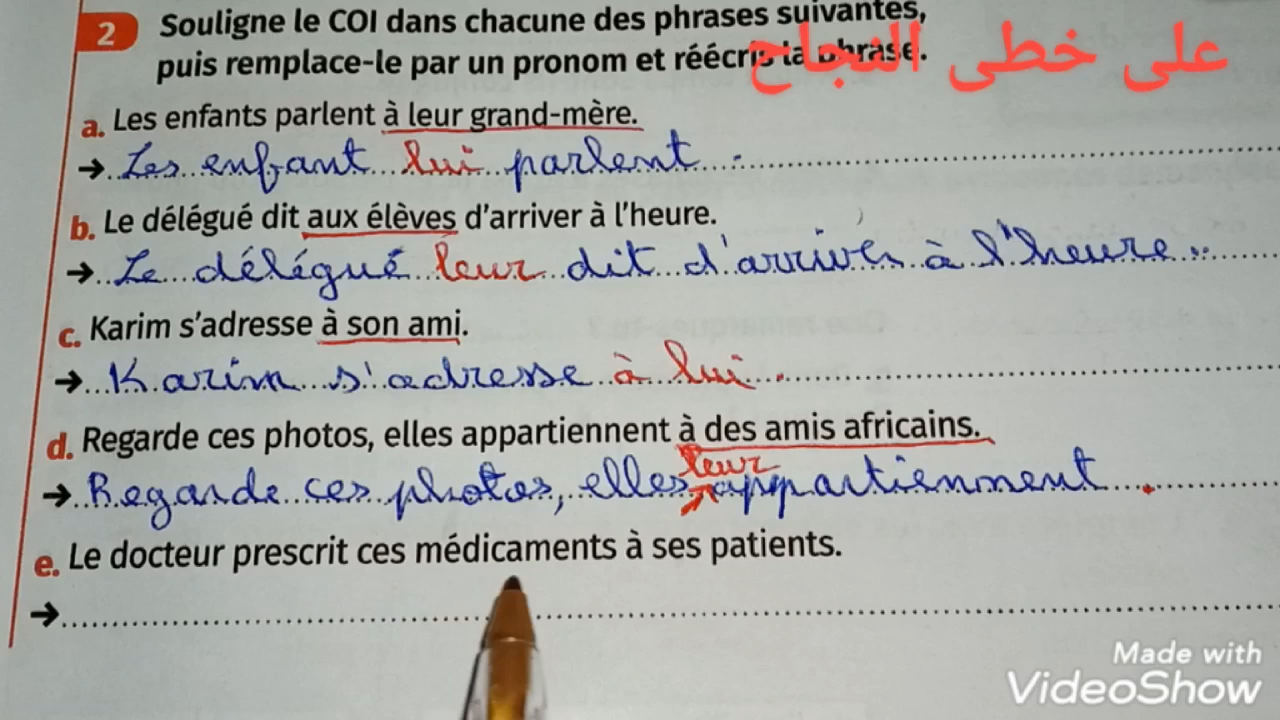 2 Souligne le COI dans chacune des phrases suivantes,
puis remplace-le par un pronom et réécris la phrase.
على خطى النجاح
a. Les enfants parlent à leur grand-mère.
→ Les enfant lui parlent .
b. Le délégué dit aux élèves d'arriver à l'heure.
→ Le délégué leur dit d'arriver à l'heure.
c. Karim s'adresse à son ami.
→ Karim s'adresse à lui.
d. Regarde ces photos, elles appartiennent à des amis africains.
→ Regarde ces photos, elles leur appartiennent.
e. Le docteur prescrit ces médicaments à ses patients.
→
Made with
VideoShow